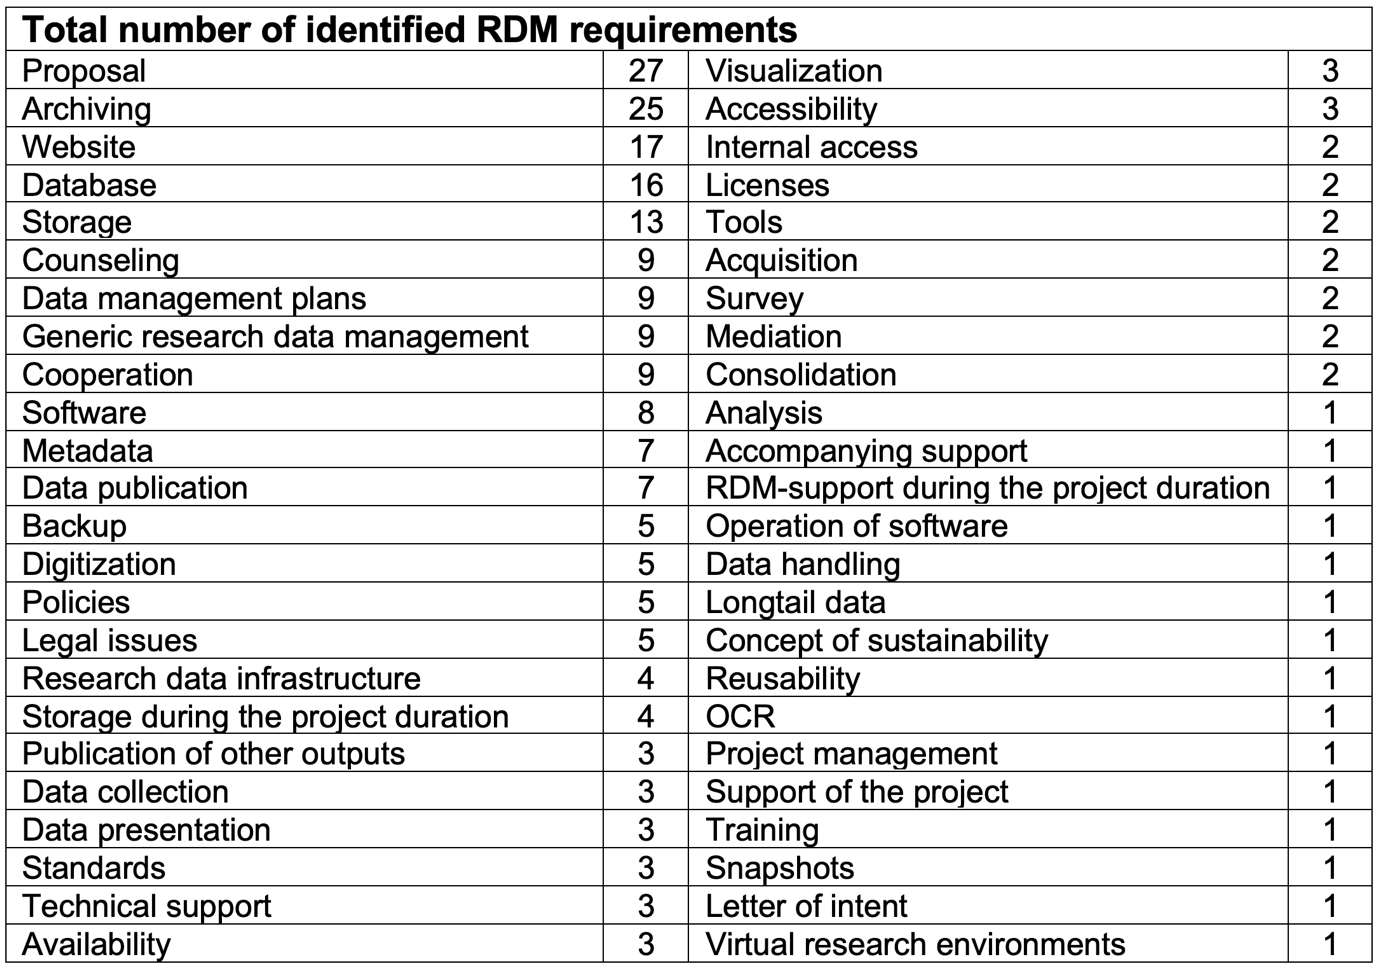 Total number of identified RDM requirements
Proposal 27 Visualization 3
Archiving 25 Accessibility 3
Website 17 Internal access 2
Database 16 Licenses 2
Storage 13 Tools 2
Counseling 9 Acquisition 2
Data management plans 9 Survey 2
Generic research data management 9 Mediation 2
Cooperation 9 Consolidation 2
Software 8 Analysis 1
Metadata 7 Accompanying support 1
Data publication 7 RDM-support during the project duration 1
Backup 5 Operation of software 1
Digitization 5 Data handling 1
Policies 5 Longtail data 1
Legal issues 5 Concept of sustainability 1
Research data infrastructure 4 Reusability 1
Storage during the project duration 4 OCR 1
Publication of other outputs 3 Project management 1
Data collection 3 Support of the project 1
Data presentation 3 Training 1
Standards 3 Snapshots 1
Technical support 3 Letter of intent 1
Availability 3 Virtual research environments 1